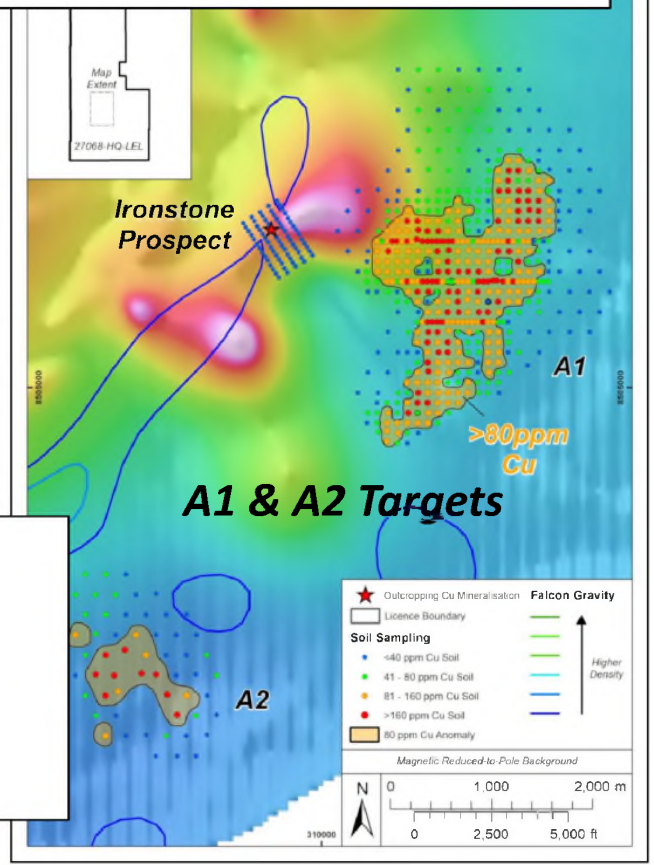 Map
Extent
27068-HQ-LEL
Ironstone
Prospect
8505000
8505000
A1
>80ppm
Cu
A1 & A2 Targets
A2
Outcropping Cu Mineralisation
Licence Boundary
Soil Sampling
<40 ppm Cu Soil
41 - 80 ppm Cu Soil
81 - 160 ppm Cu Soil
>160 ppm Cu Soil
80 ppm Cu Anomaly
Falcon Gravity
Higher
Density
Magnetic Reduced-to-Pole Background
N
0 1,000 2,000 m
0 2,500 5,000 ft
310000